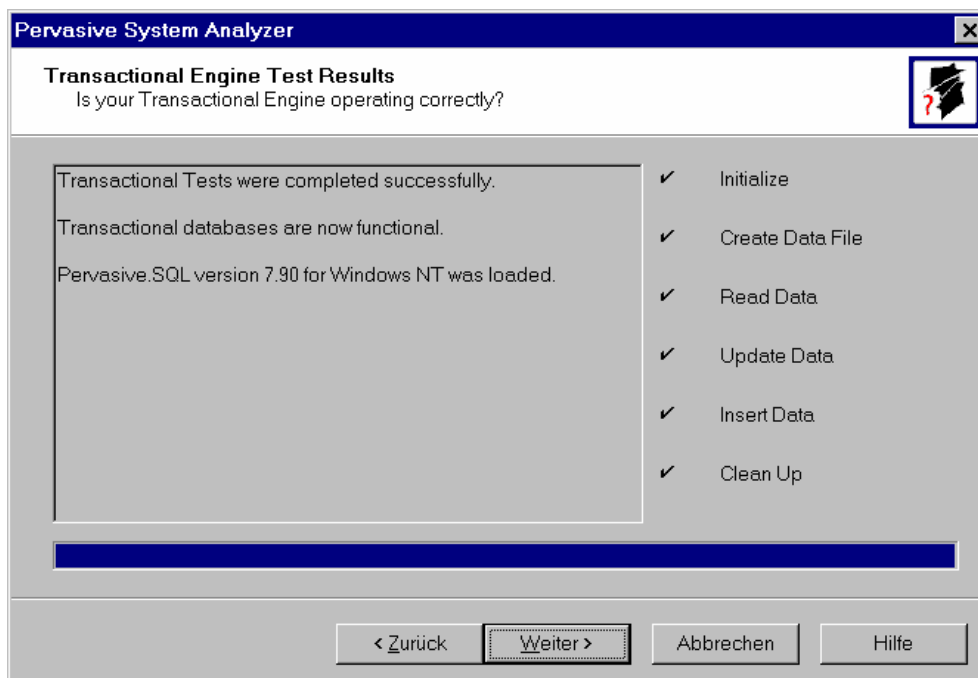 Pervasive System Analyzer
Transactional Engine Test Results
Is your Transactional Engine operating correctly?
?
Transactional Tests were completed successfully.
Transactional databases are now functional.
Pervasive.SQL version 7.90 for Windows NT was loaded.
✓ Initialize
✓ Create Data File
✓ Read Data
✓ Update Data
✓ Insert Data
✓ Clean Up
< Zurück
Weiter >
Abbrechen
Hilfe